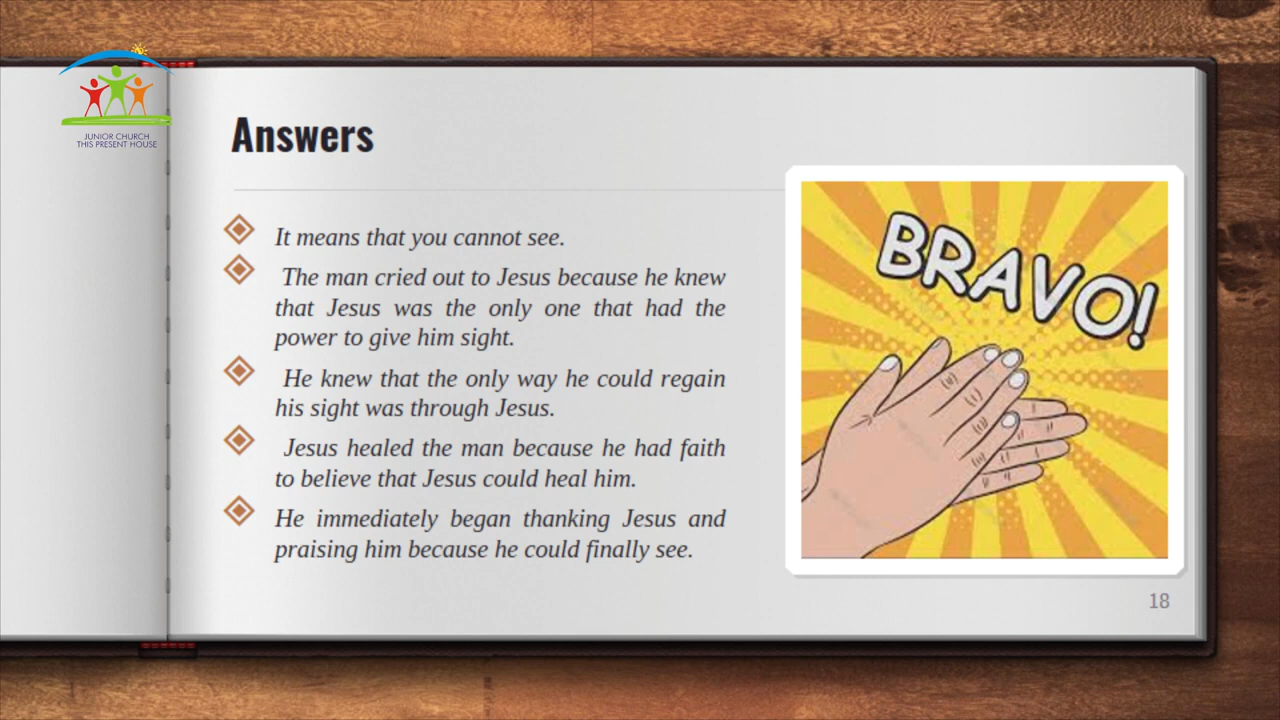 JUNIOR CHURCH
THIS PRESENT HOUSE
Answers
It means that you cannot see.
The man cried out to Jesus because he knew
that Jesus was the only one that had the
power to give him sight.
He knew that the only way he could regain
his sight was through Jesus.
Jesus healed the man because he had faith
to believe that Jesus could heal him.
He immediately began thanking Jesus and
praising him because he could finally see.
BRAVO!
18